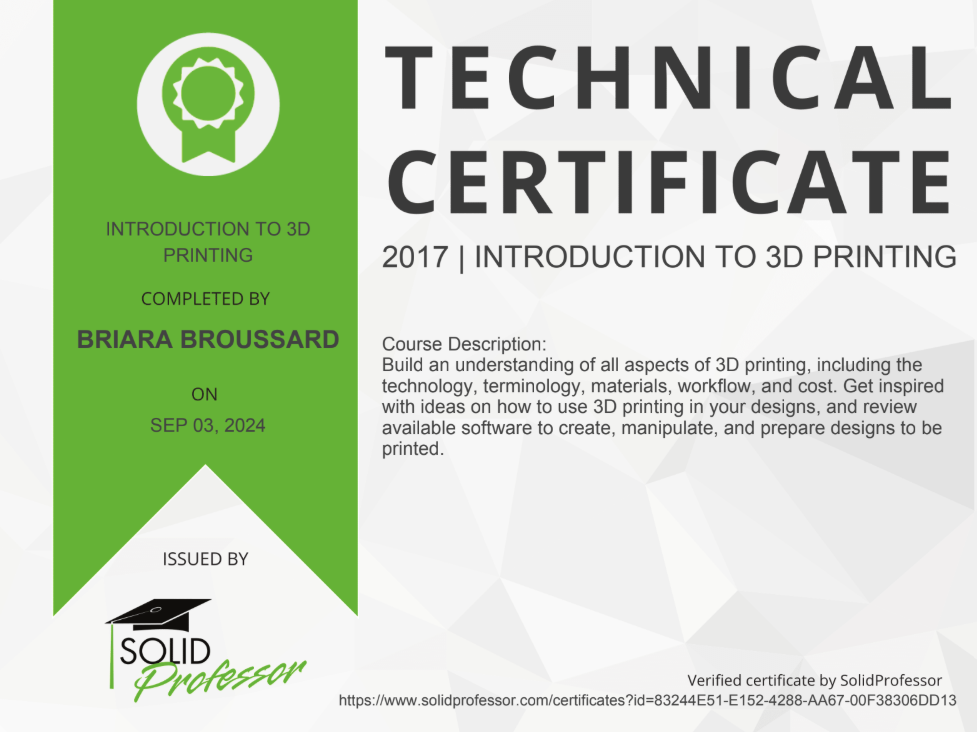 TECHNICAL
CERTIFICATE
2017 | INTRODUCTION TO 3D PRINTING
INTRODUCTION TO 3D
PRINTING
COMPLETED BY
BRIARA BROUSSARD
ON
SEP 03, 2024
ISSUED BY
SOLID
Professor
Course Description:
Build an understanding of all aspects of 3D printing, including the
technology, terminology, materials, workflow, and cost. Get inspired
with ideas on how to use 3D printing in your designs, and review
available software to create, manipulate, and prepare designs to be
printed.
Verified certificate by SolidProfessor
https://www.solidprofessor.com/certificates?id=83244E51-E152-4288-AA67-00F38306DD13